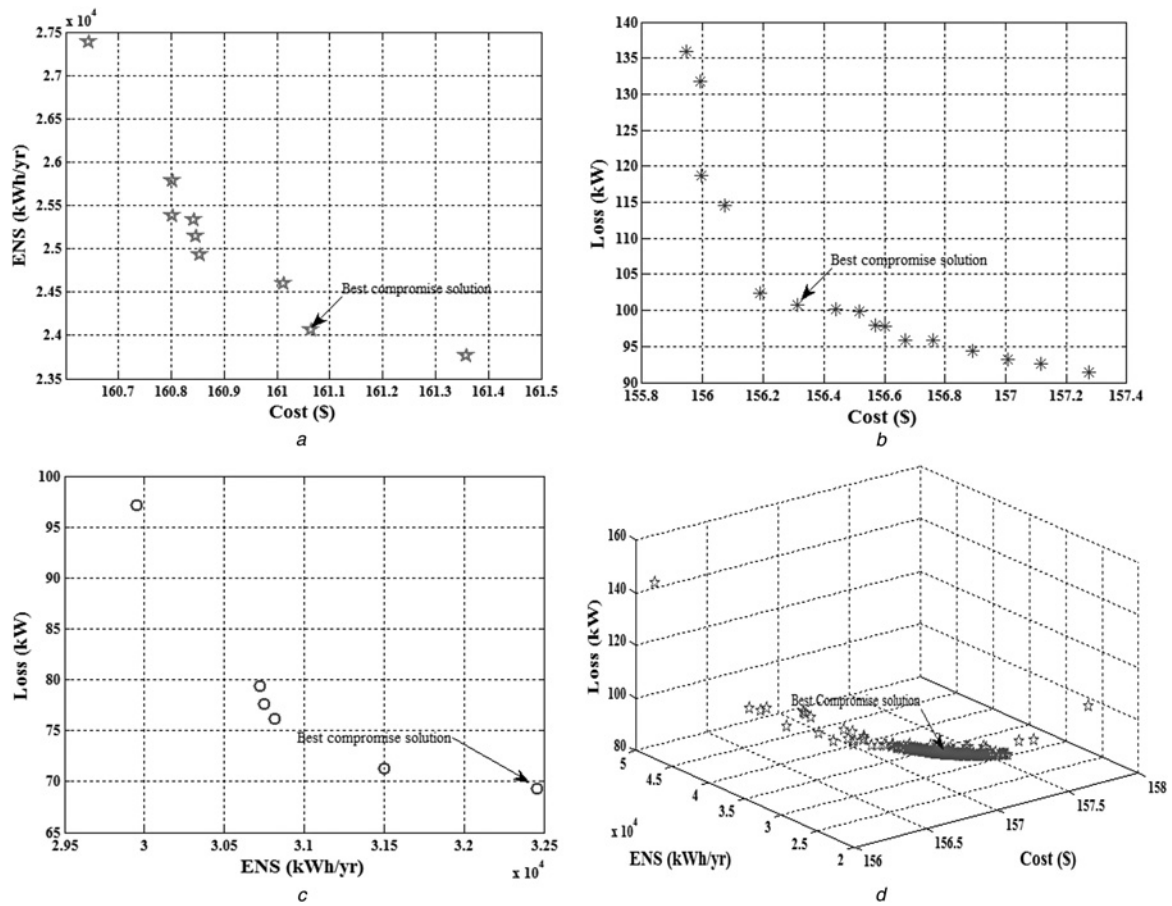 x 10⁴
2.75
2.7
2.65
2.6
2.55
2.5
2.45
2.4
2.35
ENS (kWh/yr)
Best compromise solution
160.7 160.8 160.9 161 161.1 161.2 161.3 161.4 161.5
Cost ($)
a
140
135
130
125
120
115
110
105
100
95
90
Loss (kW)
Best compromise solution
155.8 156 156.2 156.4 156.6 156.8 157 157.2 157.4
Cost ($)
b
100
95
90
85
80
75
70
65
Loss (kW)
Best compromise solution
2.95 3 3.05 3.1 3.15 3.2 3.25
x 10⁴
ENS (kWh/yr)
c
160
140
120
100
80
Loss (kW)
Best Compromise solution
5 4.5 4 3.5 3 2.5 2
x 10⁴
ENS (kWh/yr)
156 156.5 157 157.5 158
Cost ($)
d